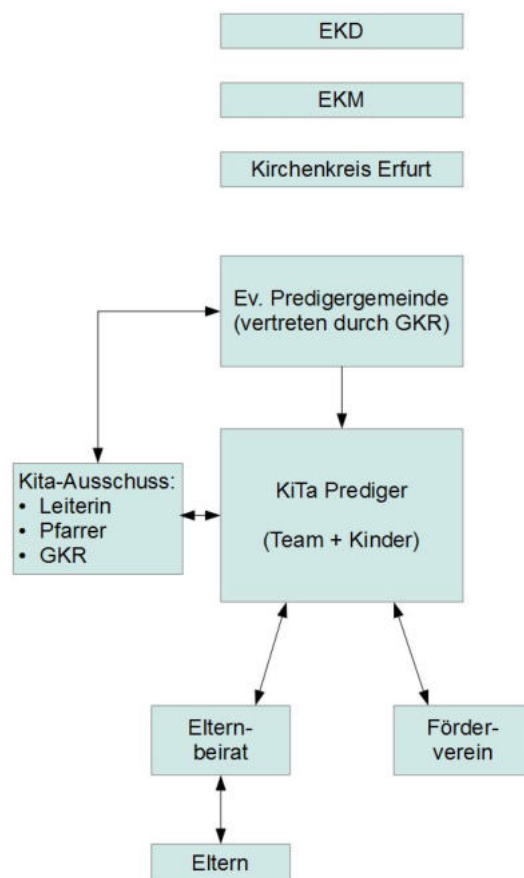 EKD
EKM
Kirchenkreis Erfurt
Ev. Predigergemeinde
(vertreten durch GKR)
Kita-Ausschuss:
• Leiterin
• Pfarrer
• GKR
KiTa Prediger
(Team + Kinder)
Eltern-
beirat
Förder-
verein
Eltern